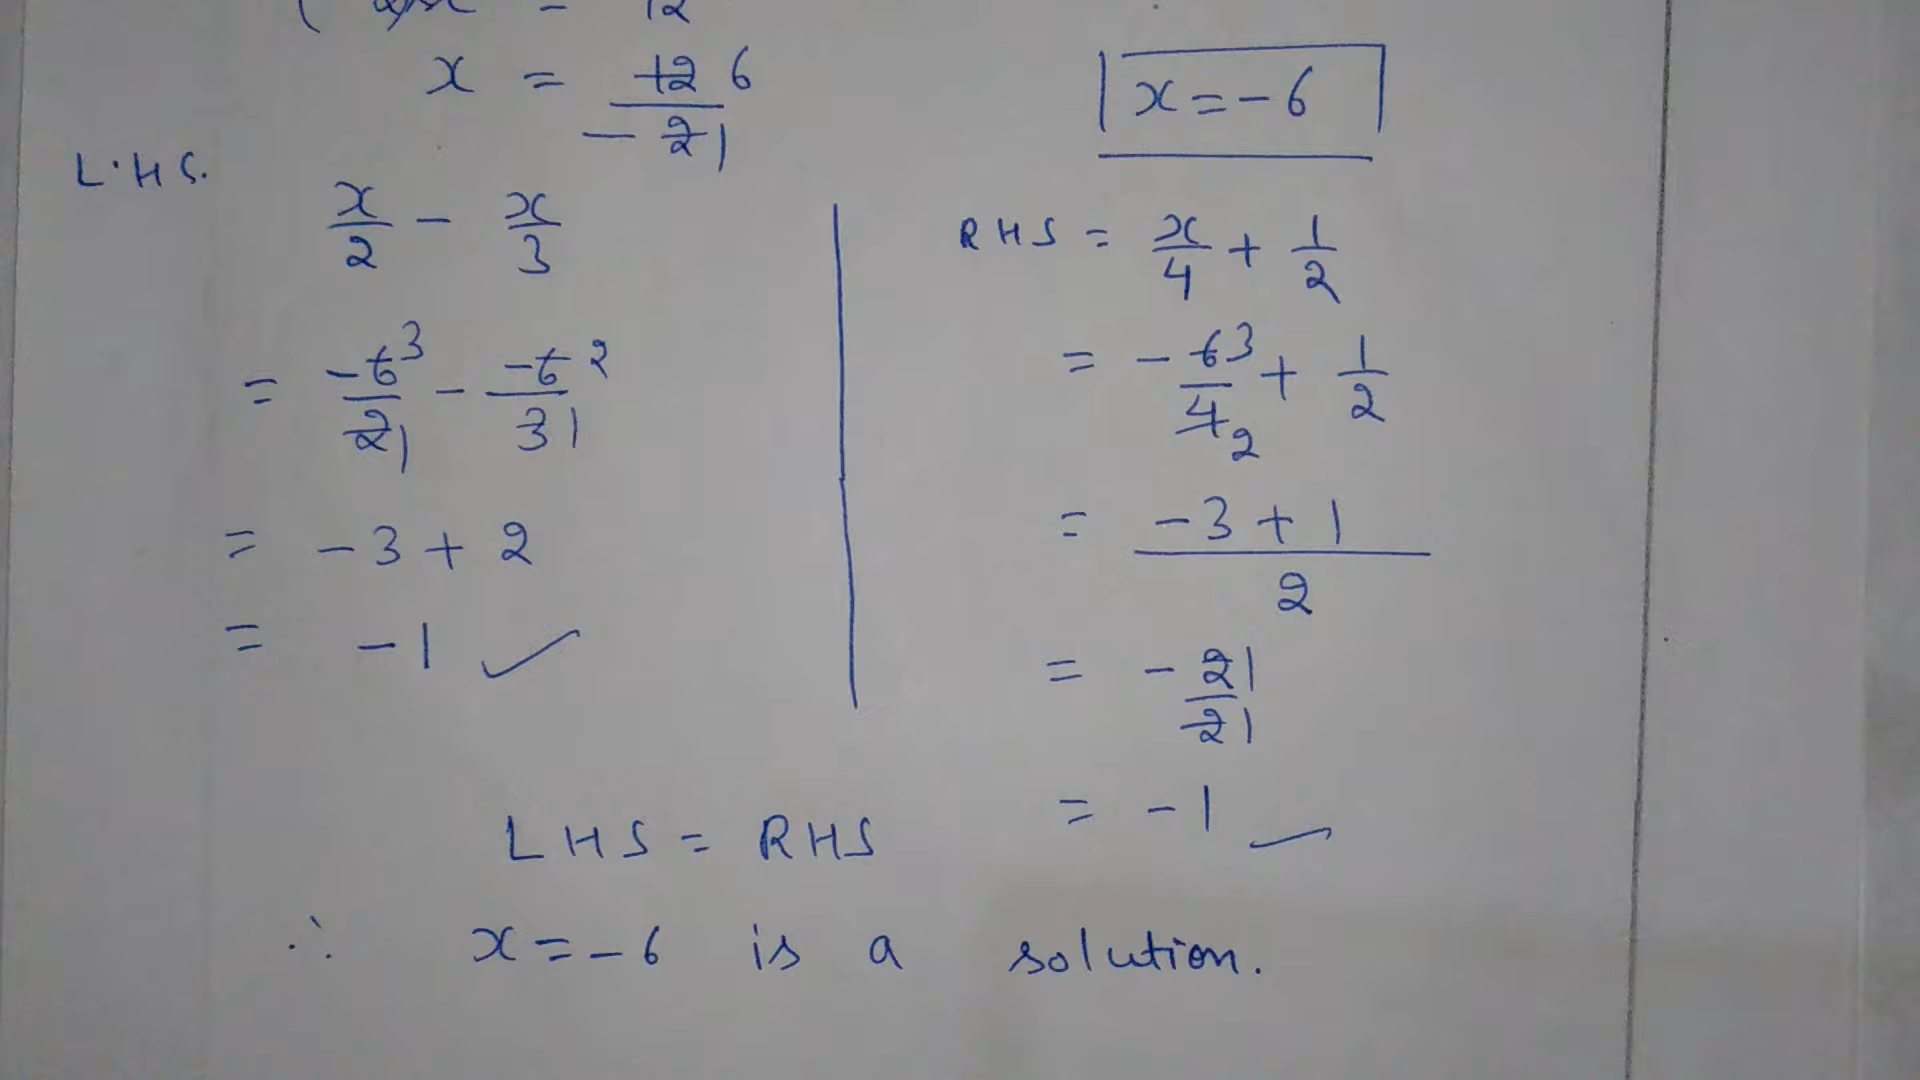 x = 12 6 / -2 1
x = -6
L.H.S.
x/2 - x/3
= -6 3 / 2 1 - -6 2 / 3 1
= -3 + 2
= -1 ✓
RHS = x/4 + 1/2
= -6 3 / 4 2 + 1/2
= -3 + 1 / 2
= -2 1 / 2 1
= -1 ✓
LHS = RHS
∴ x = -6 is a solution.